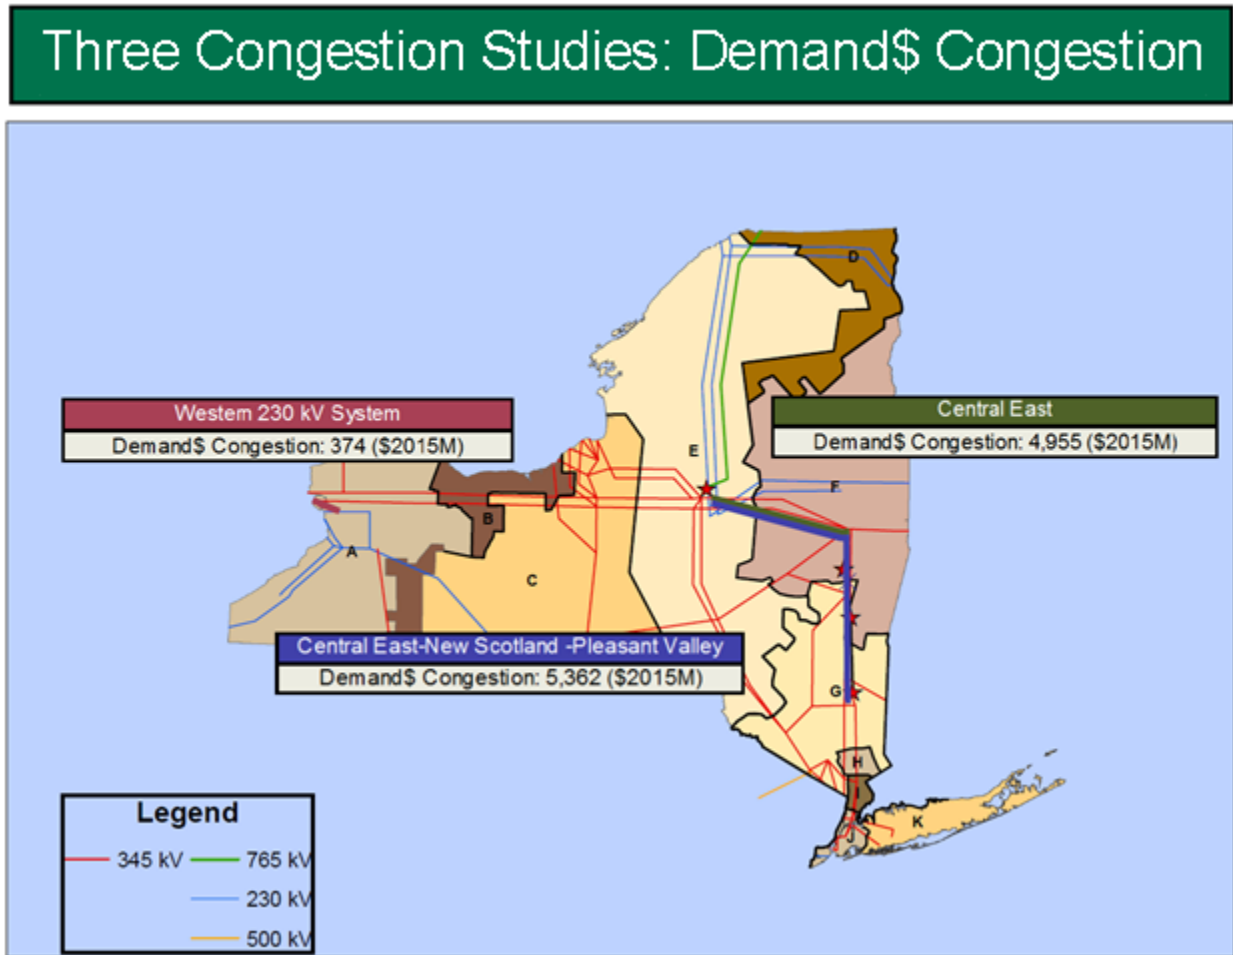 Three Congestion Studies: Demand$ Congestion
D
Western 230 kV System
Demand$ Congestion: 374 ($2015M)
Central East
Demand$ Congestion: 4,955 ($2015M)
E
F
B
A
C
Central East-New Scotland -Pleasant Valley
Demand$ Congestion: 5,362 ($2015M)
G
H
I
K
J
Legend
345 kV
765 kV
230 kV
500 kV